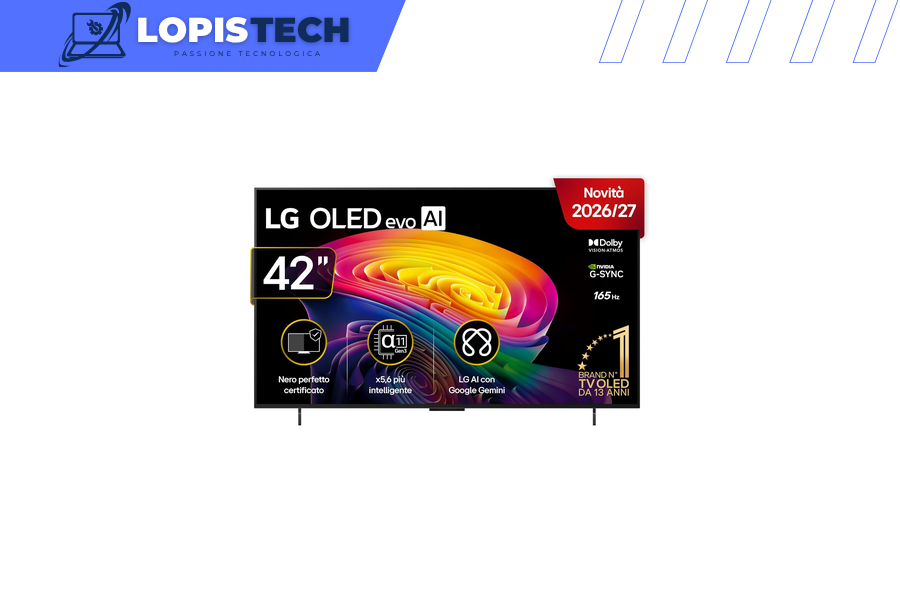 LOPISTECH
PASSIONE TECNOLOGICA
Novità
2026/27
LG OLED evo AI
Dolby
VISION·ATMOS
NVIDIA
G-SYNC
42”
165Hz
α11
Gen3
1
Nero perfetto
certificato
x5,6 più
intelligente
LG AI con
Google Gemini
BRAND N°
TV OLED
DA 13 ANNI